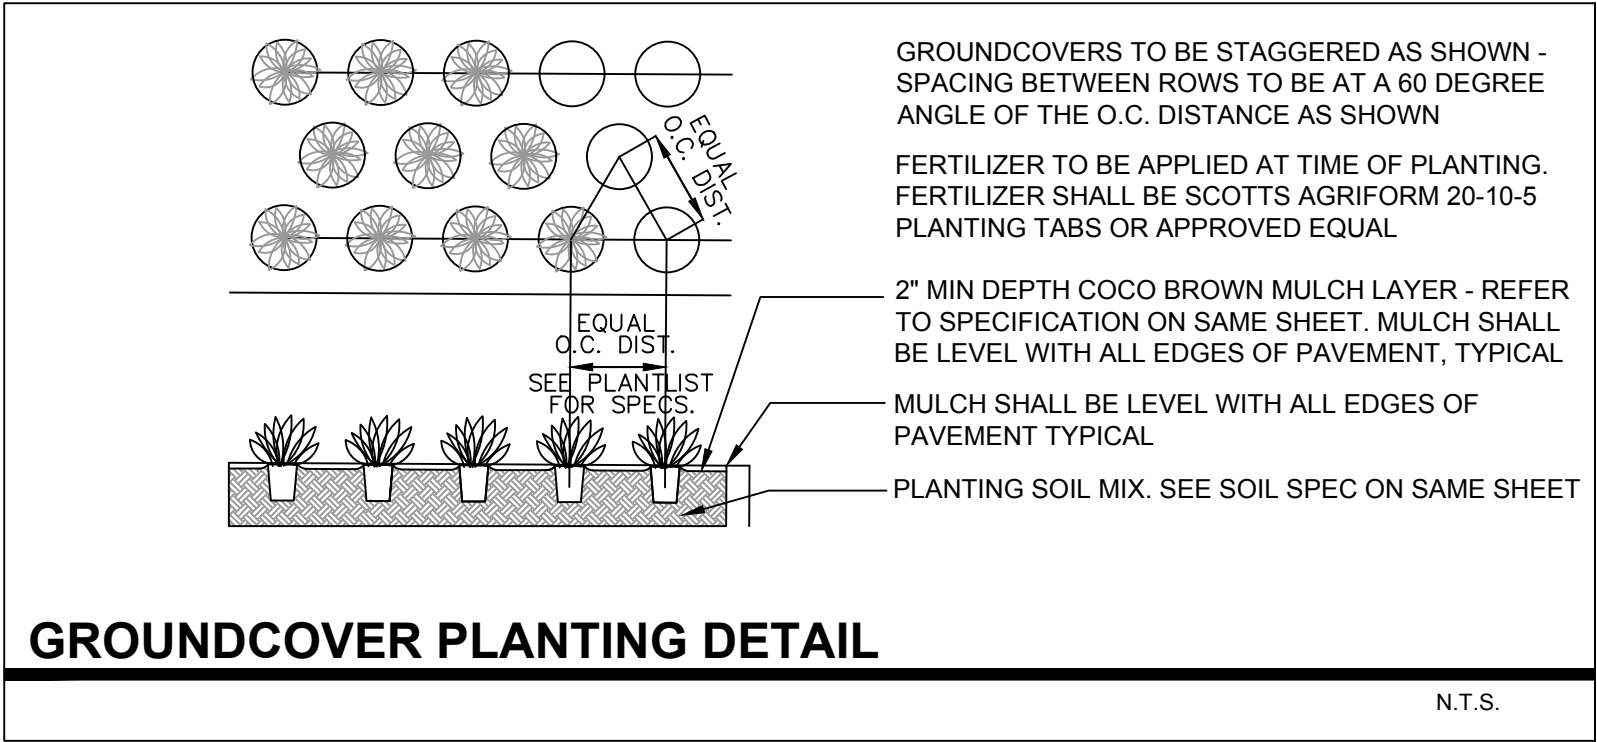 GROUNDCOVERS TO BE STAGGERED AS SHOWN -
SPACING BETWEEN ROWS TO BE AT A 60 DEGREE
ANGLE OF THE O.C. DISTANCE AS SHOWN
FERTILIZER TO BE APPLIED AT TIME OF PLANTING.
FERTILIZER SHALL BE SCOTTS AGRIFORM 20-10-5
PLANTING TABS OR APPROVED EQUAL
EQUAL
O.C. DIST.
2" MIN DEPTH COCO BROWN MULCH LAYER - REFER
TO SPECIFICATION ON SAME SHEET. MULCH SHALL
BE LEVEL WITH ALL EDGES OF PAVEMENT, TYPICAL
EQUAL
O.C. DIST.
SEE PLANTLIST
FOR SPECS.
MULCH SHALL BE LEVEL WITH ALL EDGES OF
PAVEMENT TYPICAL
PLANTING SOIL MIX. SEE SOIL SPEC ON SAME SHEET
GROUNDCOVER PLANTING DETAIL
N.T.S.